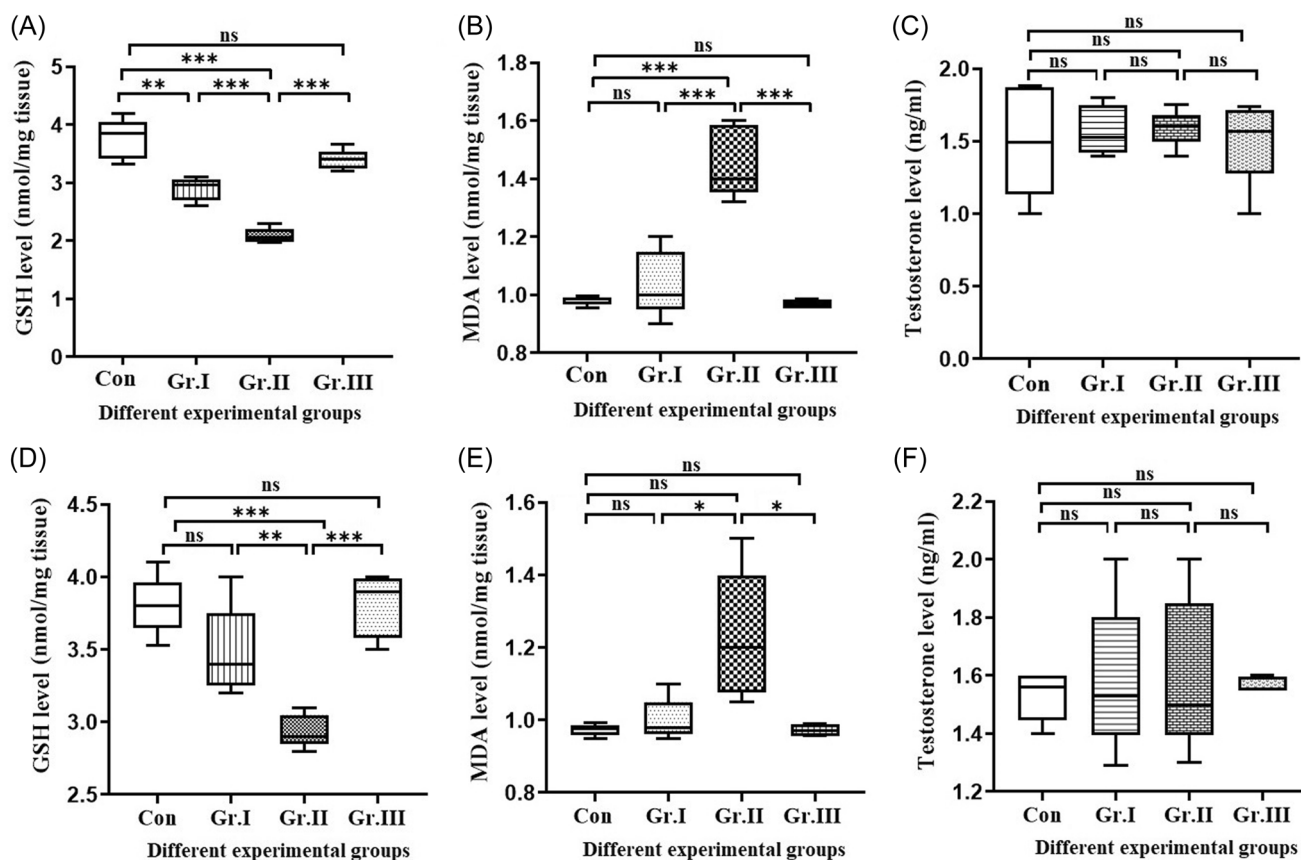 (A)
ns
***
** *** ***
GSH level (nmol/mg tissue)
5
4
3
2
1
0
Con Gr.I Gr.II Gr.III
Different experimental groups
(B)
ns
***
ns *** ***
MDA level (nmol/mg tissue)
1.8
1.6
1.4
1.2
1.0
0.8
Con Gr.I Gr.II Gr.III
Different experimental groups
(C)
ns
ns
ns ns ns
Testosterone level (ng/ml)
2.0
1.5
1.0
0.5
0.0
Con Gr.I Gr.II Gr.III
Different experimental groups
(D)
ns
***
ns ** ***
GSH level (nmol/mg tissue)
4.5
4.0
3.5
3.0
2.5
Con Gr.I Gr.II Gr.III
Different experimental groups
(E)
ns
ns
ns * *
MDA level (nmol/mg tissue)
1.6
1.4
1.2
1.0
0.8
Con Gr.I Gr.II Gr.III
Different experimental groups
(F)
ns
ns
ns ns ns
Testosterone level (ng/ml)
2.2
2.0
1.8
1.6
1.4
1.2
Con Gr.I Gr.II Gr.III
Different experimental groups